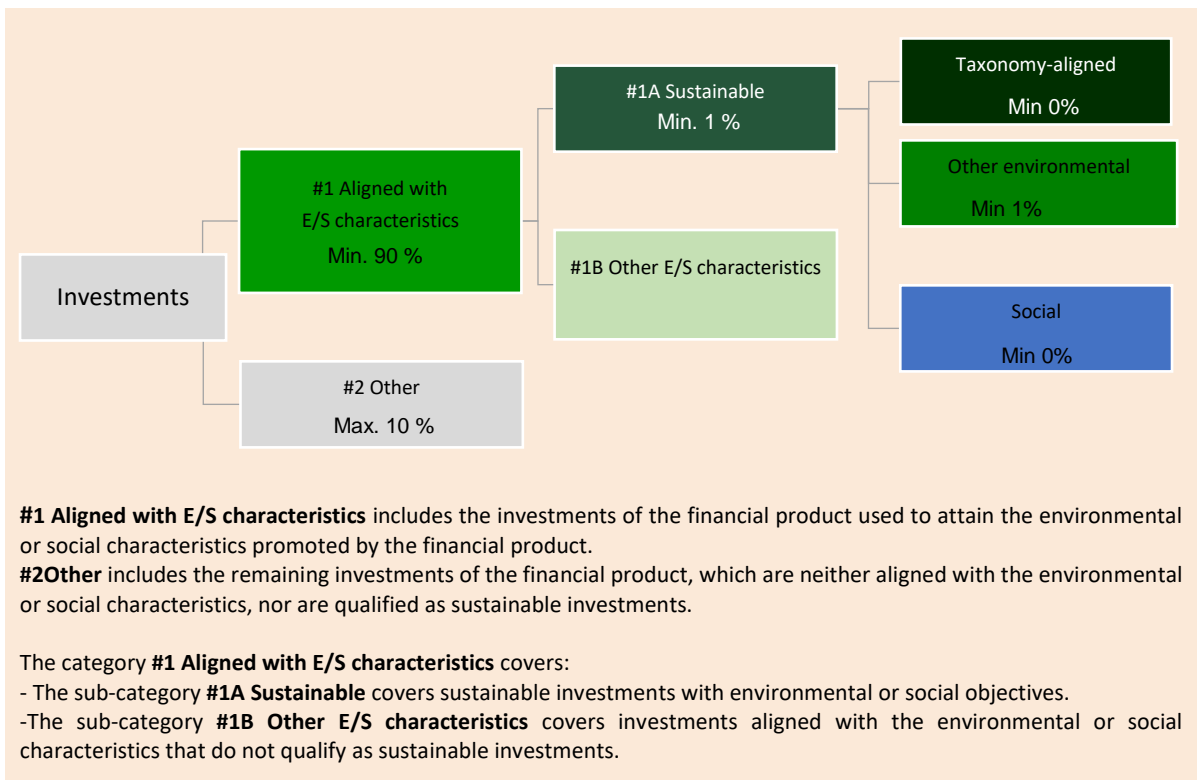 Taxonomy-aligned
Min 0%
#1A Sustainable
Min. 1 %
Other environmental
Min 1%
#1 Aligned with
E/S characteristics
Min. 90 %
#1B Other E/S characteristics
Investments
Social
Min 0%
#2 Other
Max. 10 %
#1 Aligned with E/S characteristics includes the investments of the financial product used to attain the environmental
or social characteristics promoted by the financial product.
#2Other includes the remaining investments of the financial product, which are neither aligned with the environmental
or social characteristics, nor are qualified as sustainable investments.
The category #1 Aligned with E/S characteristics covers:
- The sub-category #1A Sustainable covers sustainable investments with environmental or social objectives.
-The sub-category #1B Other E/S characteristics covers investments aligned with the environmental or social
characteristics that do not qualify as sustainable investments.